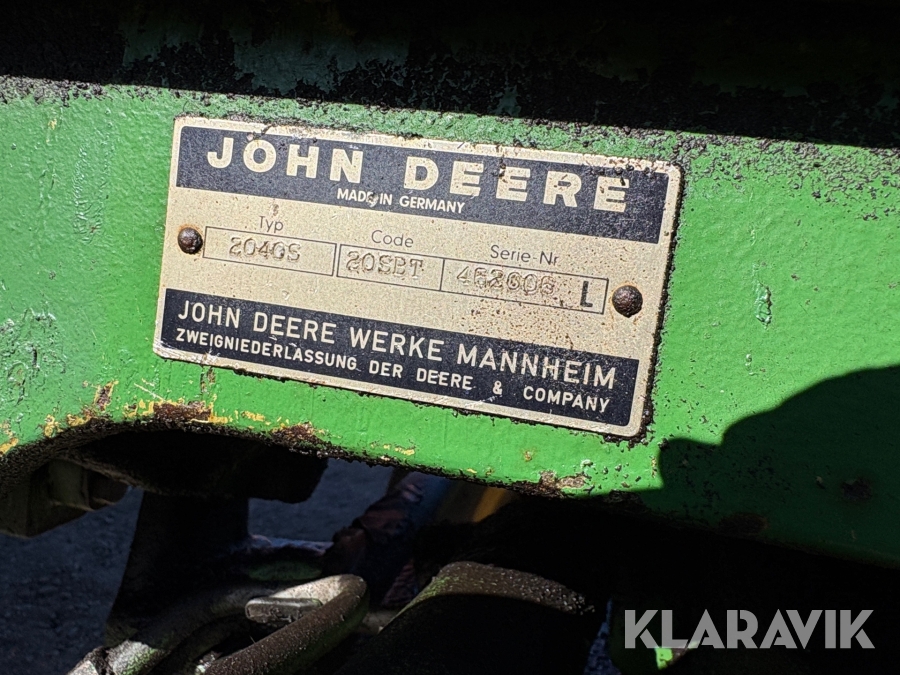 JOHN DEERE
MADE IN GERMANY
Typ Code Serie Nr
2040S 20SBT 452606 L
JOHN DEERE WERKE MANNHEIM
ZWEIGNIEDERLASSUNG DER DEERE & COMPANY
KLARAVIK